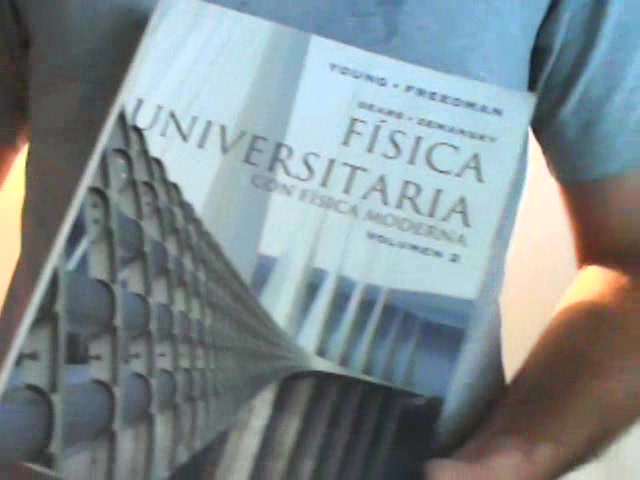 YOUNG • FREEDMAN
SEARS • ZEMANSKY
FÍSICA
UNIVERSITARIA
CON FÍSICA MODERNA
VOLUMEN 2